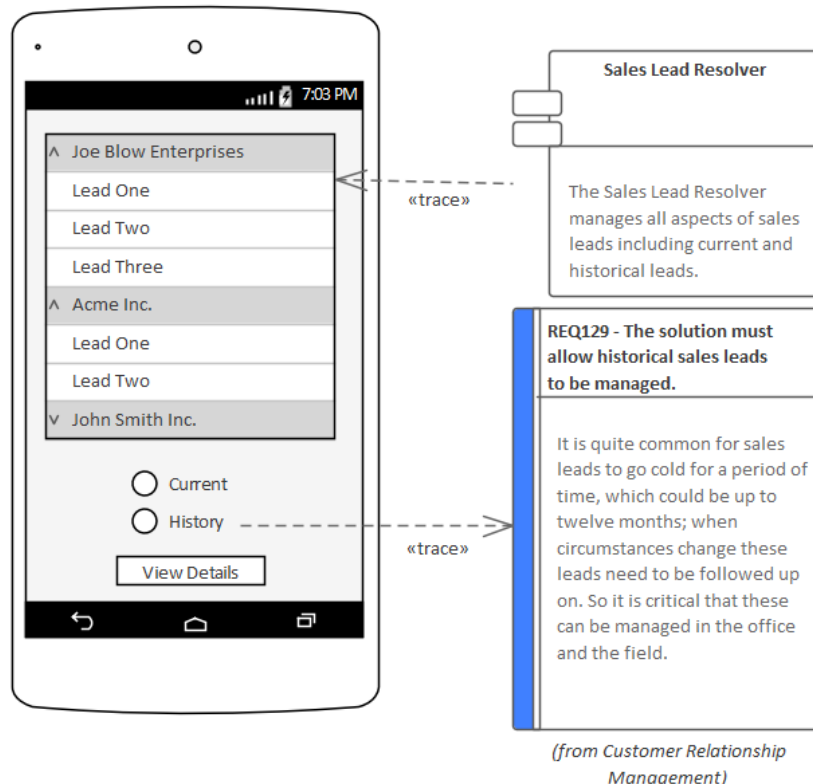 7:03 PM
^ Joe Blow Enterprises
Lead One
Lead Two
Lead Three
^ Acme Inc.
Lead One
Lead Two
v John Smith Inc.
Current
History
View Details
«trace»
«trace»
Sales Lead Resolver
The Sales Lead Resolver
manages all aspects of sales
leads including current and
historical leads.
REQ129 - The solution must
allow historical sales leads
to be managed.
It is quite common for sales
leads to go cold for a period of
time, which could be up to
twelve months; when
circumstances change these
leads need to be followed up
on. So it is critical that these
can be managed in the office
and the field.
(from Customer Relationship
Management)